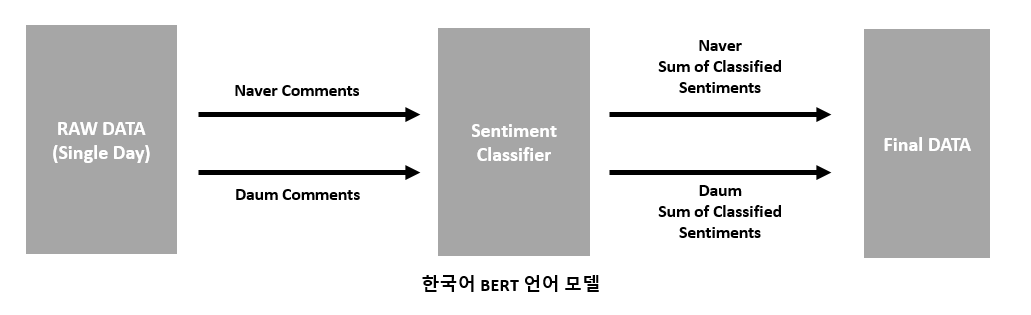 RAW DATA
(Single Day)
Naver Comments
Daum Comments
Sentiment
Classifier
한국어 BERT 언어 모델
Naver
Sum of Classified
Sentiments
Daum
Sum of Classified
Sentiments
Final DATA